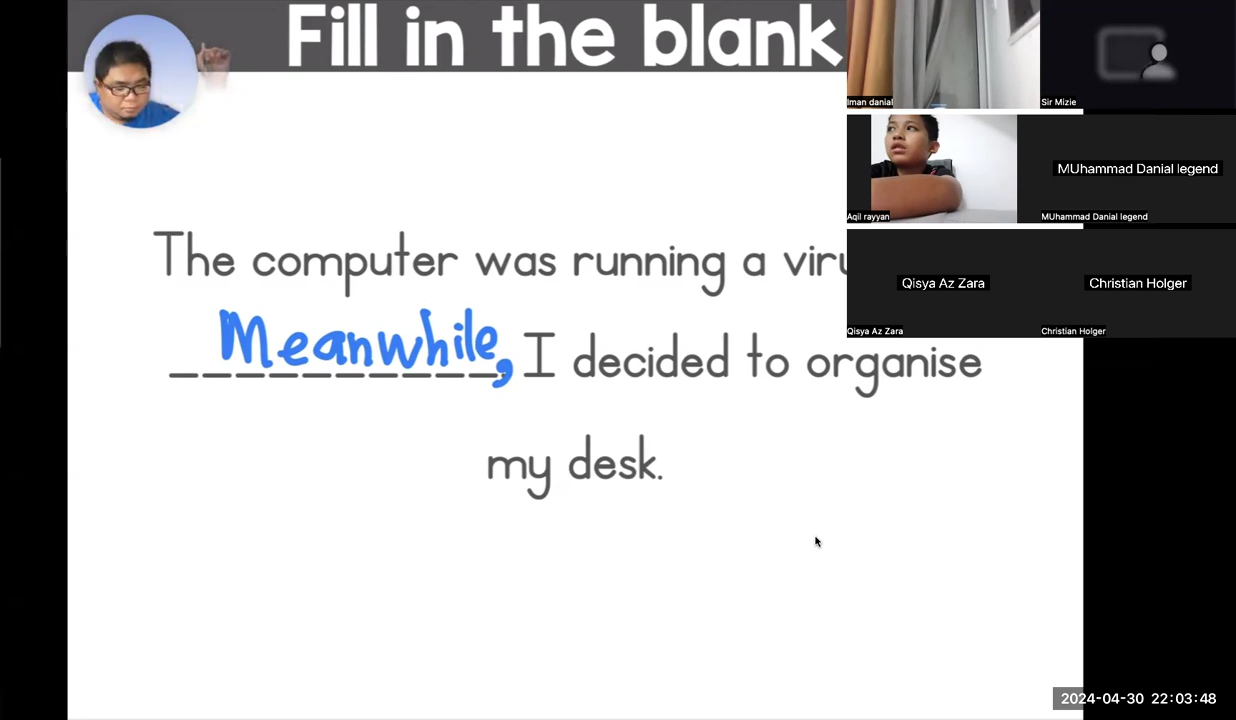 Fill in the blank
The computer was running a
Meanwhile, I decided to organise
my desk.
Iman danial
Sir Mizie
Aqil rayyan
MUhammad Danial legend
MUhammad Danial legend
Qisya Az Zara
Qisya Az Zara
Christian Holger
Christian Holger
2024-04-30 22:03:48